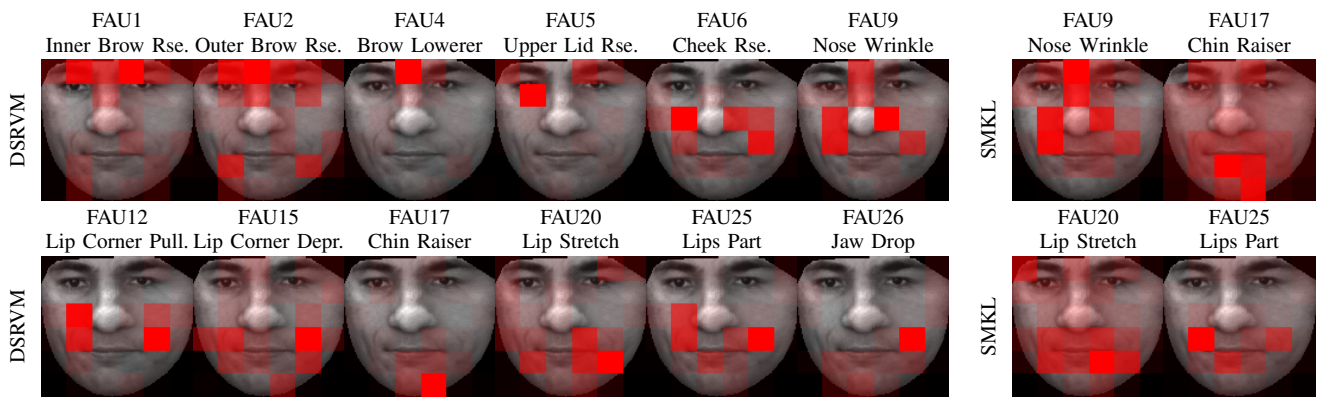 FAU1 FAU2 FAU4 FAU5 FAU6 FAU9 FAU9 FAU17
Inner Brow Rse. Outer Brow Rse. Brow Lowerer Upper Lid Rse. Cheek Rse. Nose Wrinkle Nose Wrinkle Chin Raiser
DSRVM SMKL
FAU12 FAU15 FAU17 FAU20 FAU25 FAU26 FAU20 FAU25
Lip Corner Pull. Lip Corner Depr. Chin Raiser Lip Stretch Lips Part Jaw Drop Lip Stretch Lips Part
DSRVM SMKL